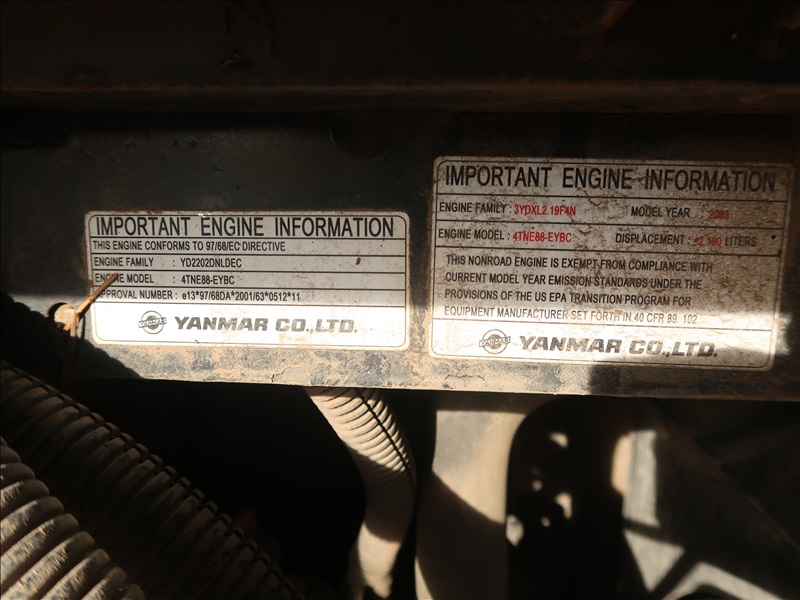 IMPORTANT ENGINE INFORMATION
THIS ENGINE CONFORMS TO 97/68/EC DIRECTIVE
ENGINE FAMILY : YD2202DNLDEC
ENGINE MODEL : 4TNE88-EYBC
APPROVAL NUMBER : e13*97/68DA*2001/63*0512*11
YANMAR YANMAR CO.,LTD.
IMPORTANT ENGINE INFORMATION
ENGINE FAMILY : 3YDXL2.19F4N MODEL YEAR : 2003
ENGINE MODEL : 4TNE88-EYBC DISPLACEMENT : LITERS
THIS NONROAD ENGINE IS EXEMPT FROM COMPLIANCE WITH
CURRENT MODEL YEAR EMISSION STANDARDS UNDER THE
PROVISIONS OF THE US EPA TRANSITION PROGRAM FOR
EQUIPMENT MANUFACTURER SET FORTH IN 40 CFR 89. 102
YANMAR YANMAR CO.,LTD.